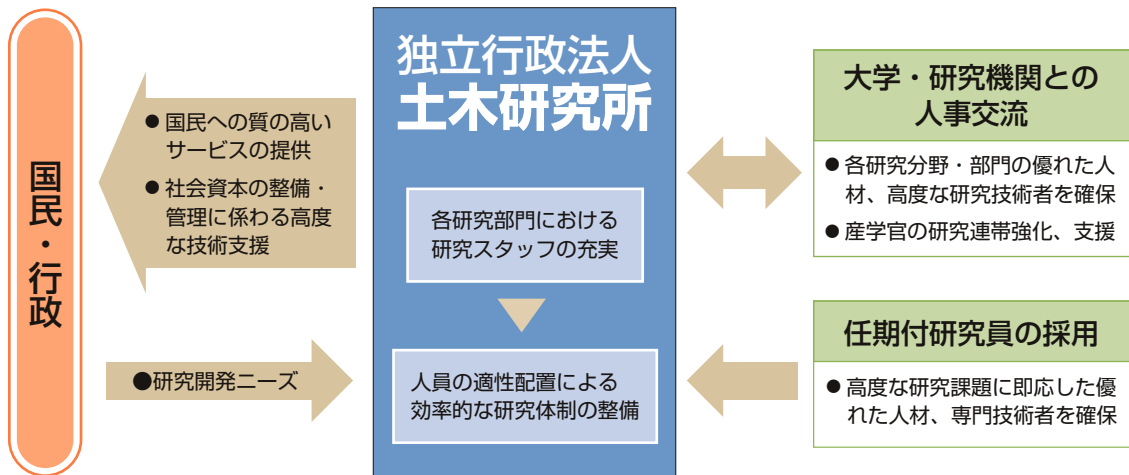 国民・行政
● 国民への質の高い
サービスの提供
● 社会資本の整備・
管理に係わる高度
な技術支援
●研究開発ニーズ
独立行政法人
土木研究所
各研究部門における
研究スタッフの充実
人員の適性配置による
効率的な研究体制の整備
大学・研究機関との
人事交流
● 各研究分野・部門の優れた人
材、高度な研究技術者を確保
● 産学官の研究連帯強化、支援
任期付研究員の採用
● 高度な研究課題に即応した優
れた人材、専門技術者を確保